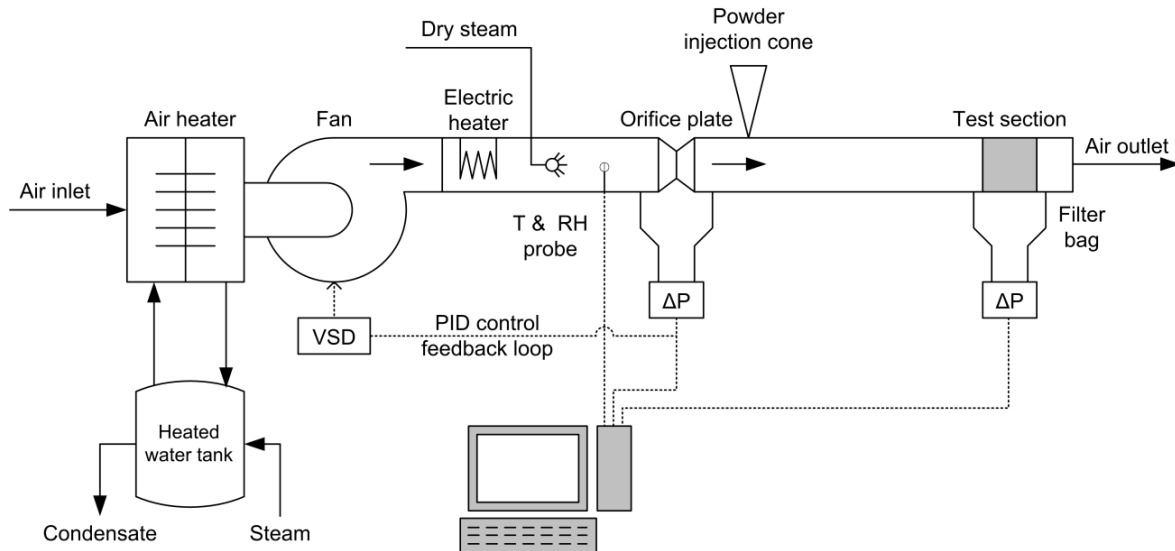 Powder
injection cone
Dry steam
Electric
heater
Air heater
Fan
Orifice plate
Test section
Air inlet
Air outlet
T & RH
probe
Filter
bag
ΔP
ΔP
VSD
PID control
feedback loop
Heated
water tank
Condensate
Steam